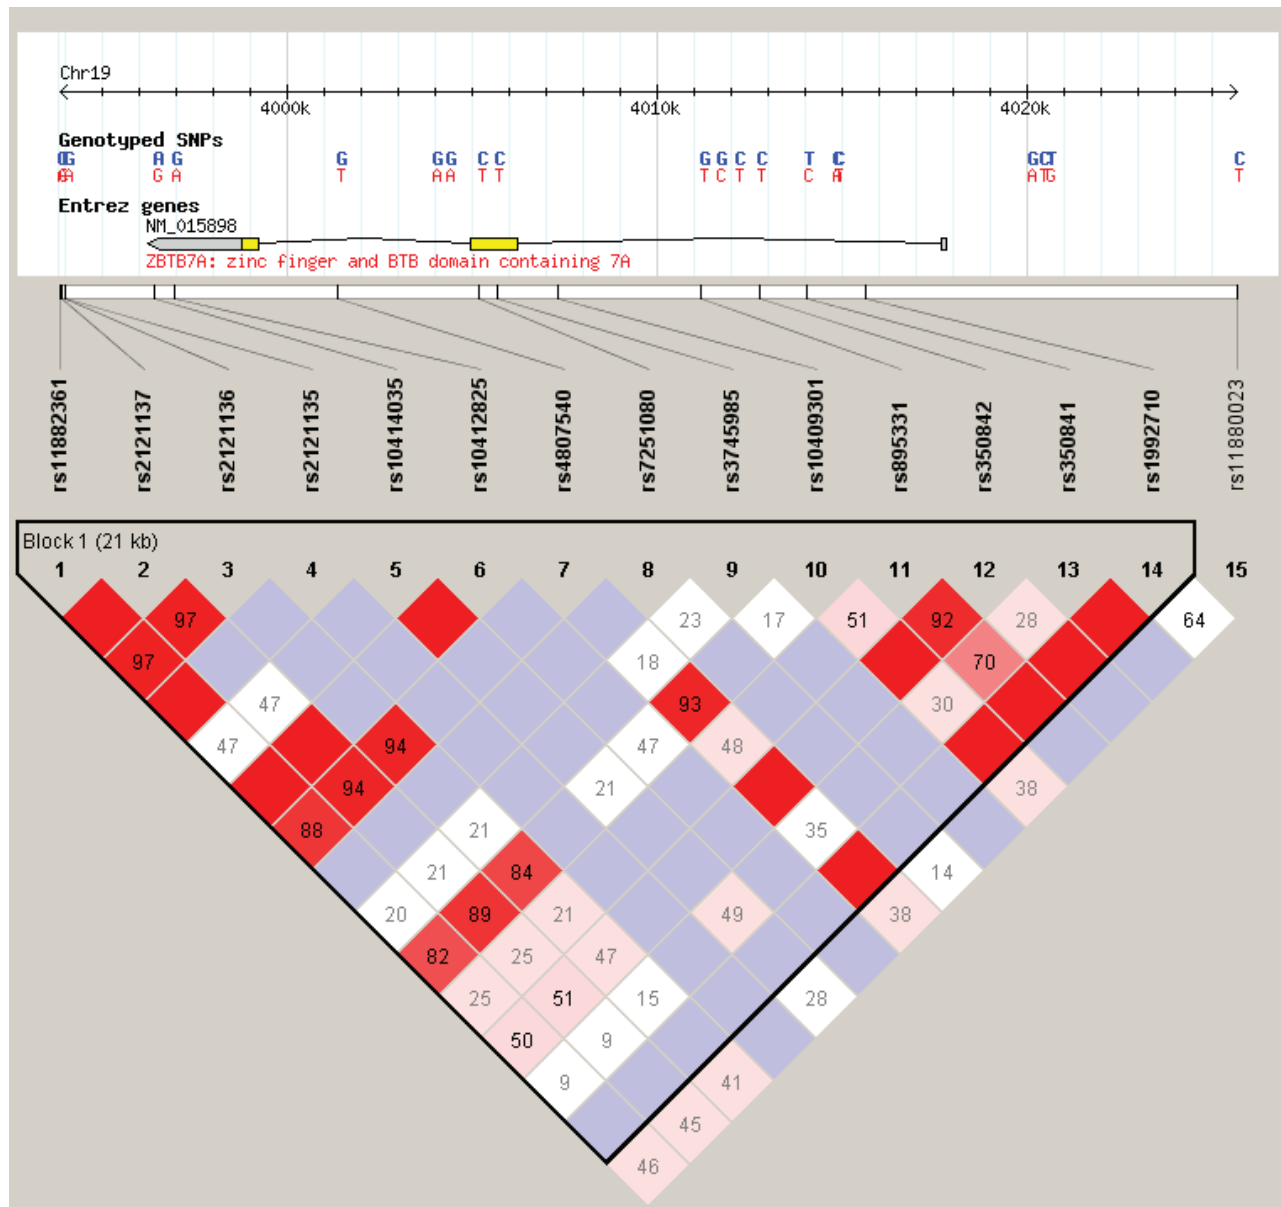 Chr19
4000k 4010k 4020k
Genotyped SNPs
G A G G G G C C G G C C T C G C T C
A G A T A A T T T C T T C A T A T G T
Entrez genes
NM_015898
ZBTB7A: zinc finger and BTB domain containing 7A
rs11882361 rs2121137 rs2121136 rs2121135 rs10414035 rs10412825 rs4807540 rs7251080 rs3745985 rs10409301 rs895331 rs350842 rs350841 rs1992710 rs11880023
Block 1 (21 kb)
1 2 3 4 5 6 7 8 9 10 11 12 13 14 15
97 23 17 51 92 28 64
97 18 70
47 93 30
47 94 47 48
94 21 38
88 21 35
21 84 14
20 89 21 49 38
82 25 47
25 51 15 28
50 9
9 41
45
46